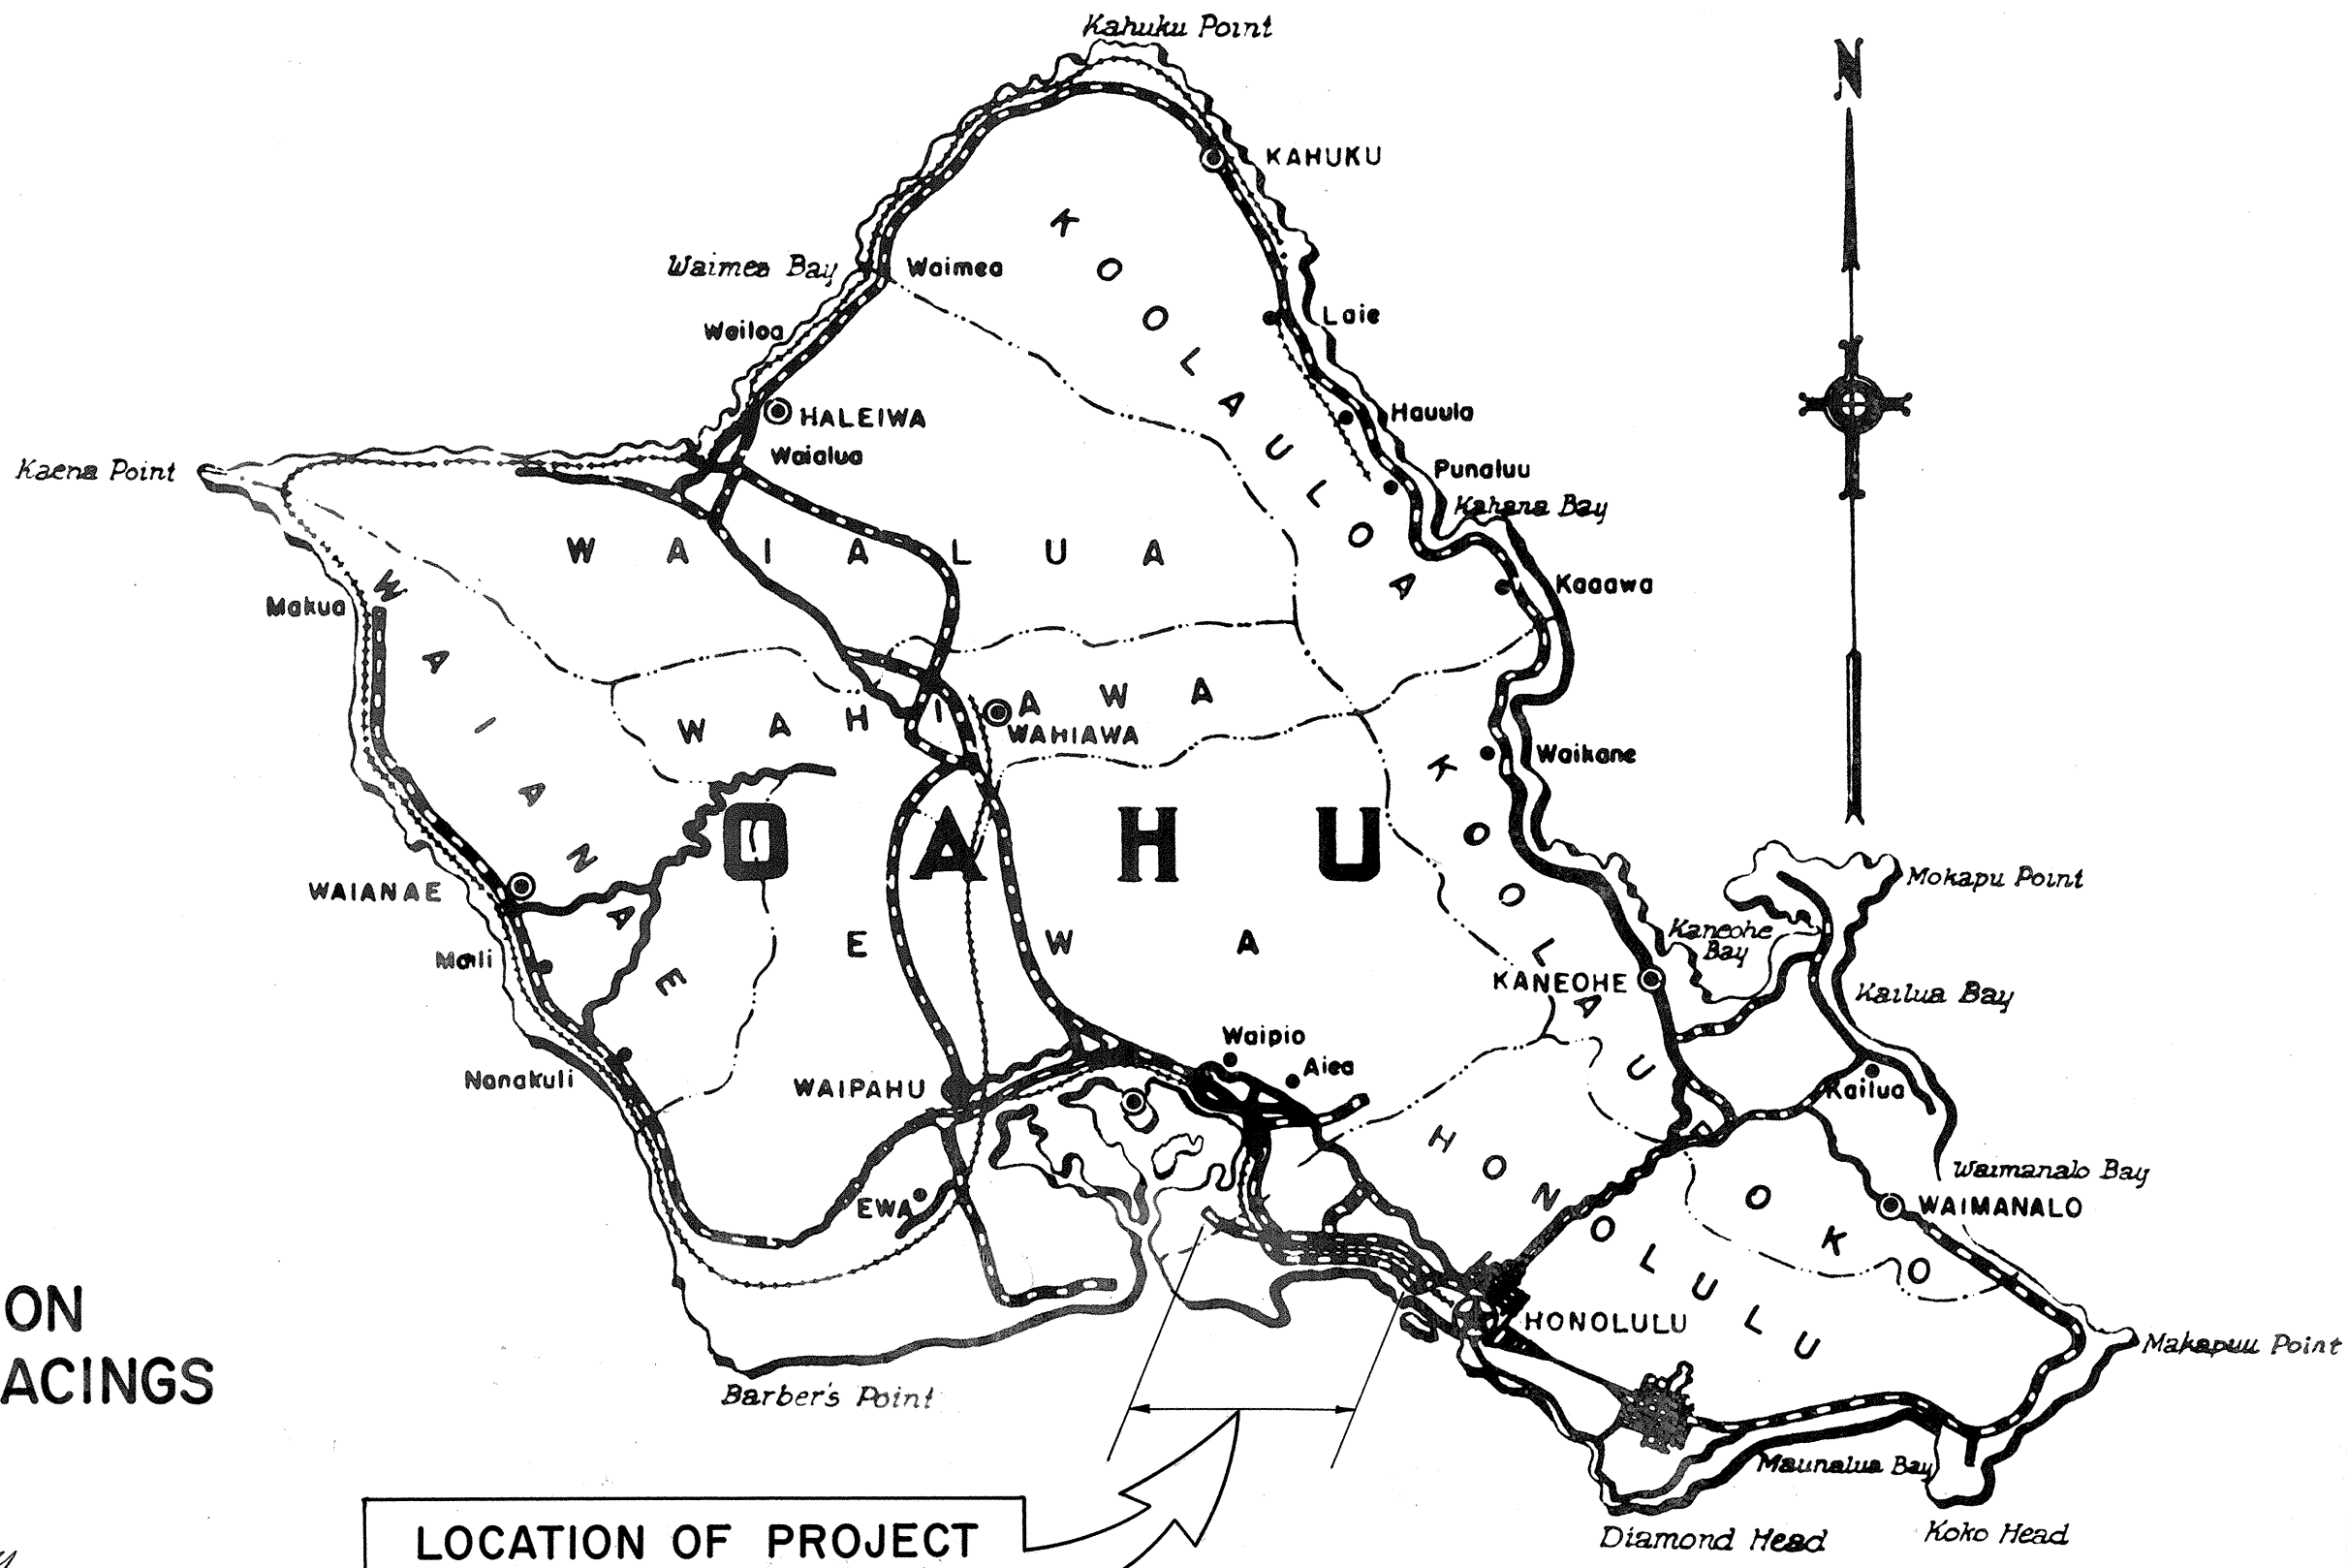 Kahuku Point
N
KAHUKU
KOOLAULOA
Waimea Bay
Waimea
Wailoa
Laie
HALEIWA
Hauula
Waialua
Kaena Point
Punaluu
Kahana Bay
WAIALUA
Kaaawa
Makua
WAIANAE
WAHIAWA
WAHIAWA
Waikane
KOOLAUPOKO
OAHU
Mokapu Point
WAIANAE
Kaneohe
Bay
EWA
Maili
KANEOHE
Kailua Bay
Waipio
Aiea
Nanakuli
WAIPAHU
Kailua
HONOLULU
Waimanalo Bay
EWA
WAIMANALO
ON
HONOLULU
Makapuu Point
ACINGS
Barber's Point
Maunalua Bay
LOCATION OF PROJECT
Diamond Head
Koko Head